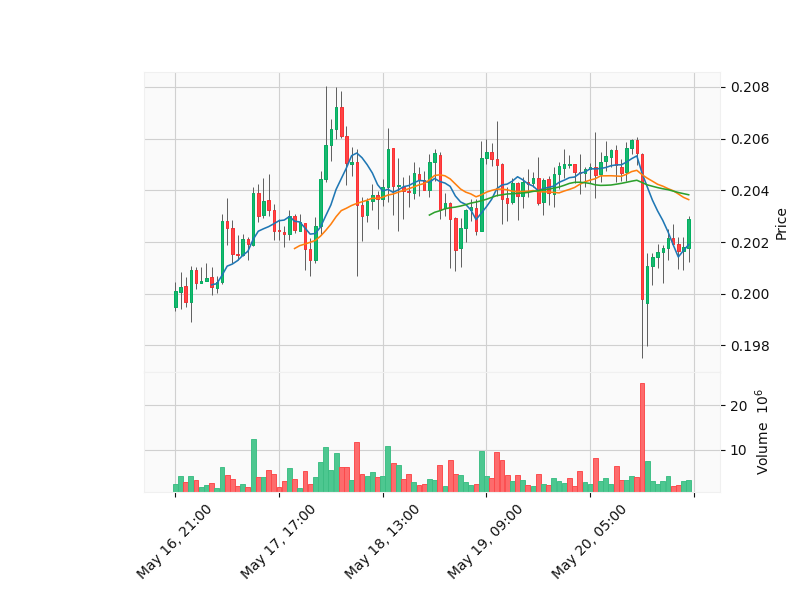 0.208
0.206
0.204
0.202
0.200
0.198
Price
20
10
Volume 10^6
May 16, 21:00
May 17, 17:00
May 18, 13:00
May 19, 09:00
May 20, 05:00